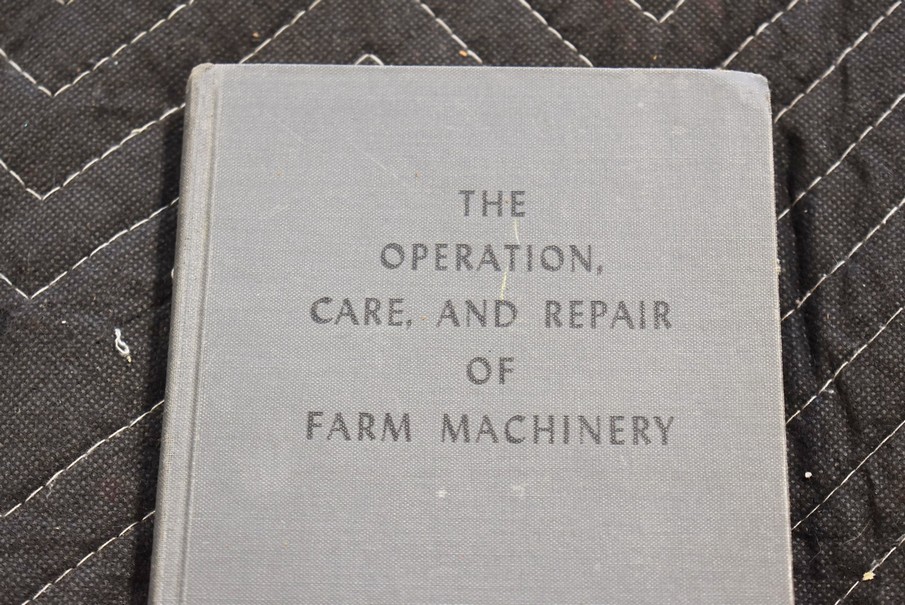 THE
OPERATION,
CARE, AND REPAIR
OF
FARM MACHINERY